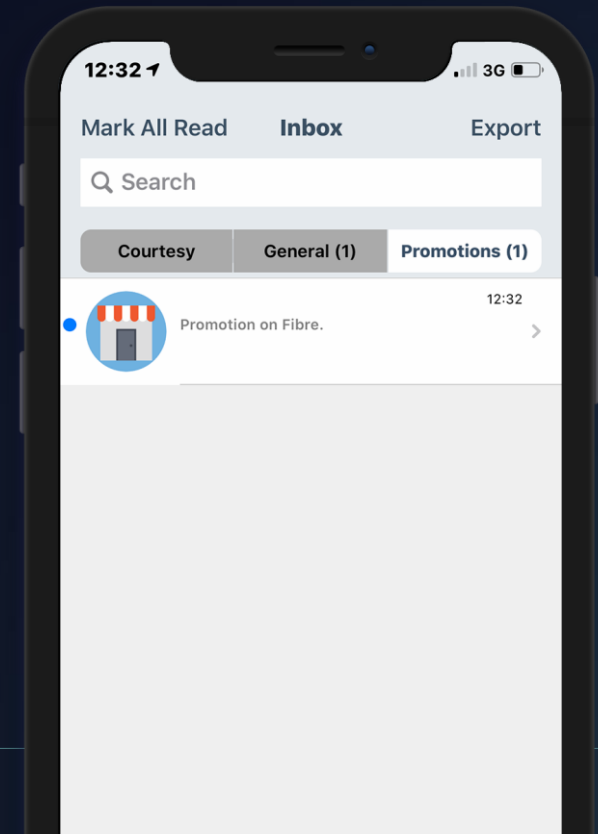 12:32 3G
Mark All Read Inbox Export
Search
Courtesy General (1) Promotions (1)
12:32
Promotion on Fibre.